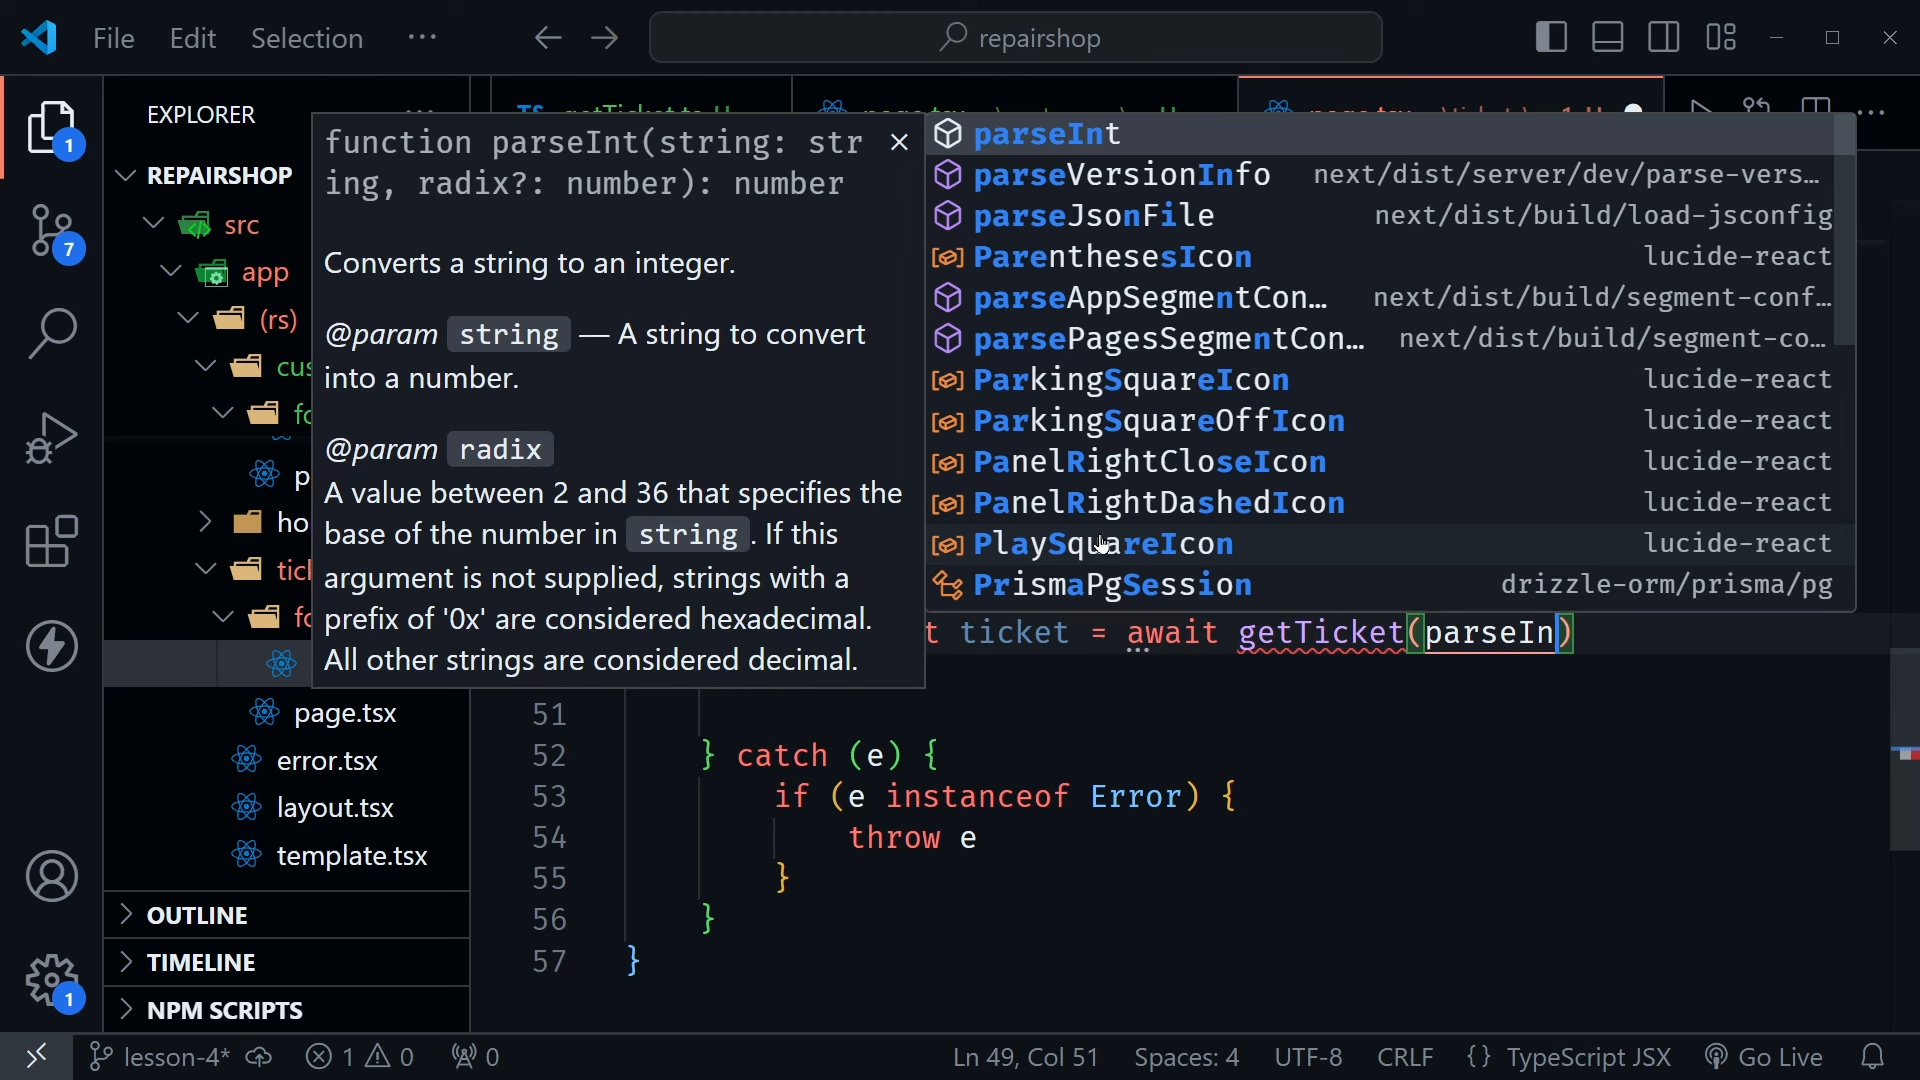 File Edit Selection ···
repairshop
EXPLORER
REPAIRSHOP
src
app
(rs)
ho
error.tsx
layout.tsx
template.tsx
page.tsx
OUTLINE
TIMELINE
NPM SCRIPTS
1
7
1
function parseInt(string: str
ing, radix?: number): number
Converts a string to an integer.
@param string — A string to convert
into a number.
@param radix
A value between 2 and 36 that specifies the
base of the number in string. If this
argument is not supplied, strings with a
prefix of '0x' are considered hexadecimal.
All other strings are considered decimal.
parseInt
parseVersionInfo next/dist/server/dev/parse-vers…
parseJsonFile next/dist/build/load-jsconfig
ParenthesesIcon lucide-react
parseAppSegmentCon… next/dist/build/segment-conf…
parsePagesSegmentCon… next/dist/build/segment-co…
ParkingSquareIcon lucide-react
ParkingSquareOffIcon lucide-react
PanelRightCloseIcon lucide-react
PanelRightDashedIcon lucide-react
PlaySquareIcon lucide-react
PrismaPgSession drizzle-orm/prisma/pg
t ticket = await getTicket(parseIn)
51
52 } catch (e) {
53 if (e instanceof Error) {
54 throw e
55 }
56 }
57 }
lesson-4* 1 0 0 Ln 49, Col 51 Spaces: 4 UTF-8 CRLF {} TypeScript JSX Go Live